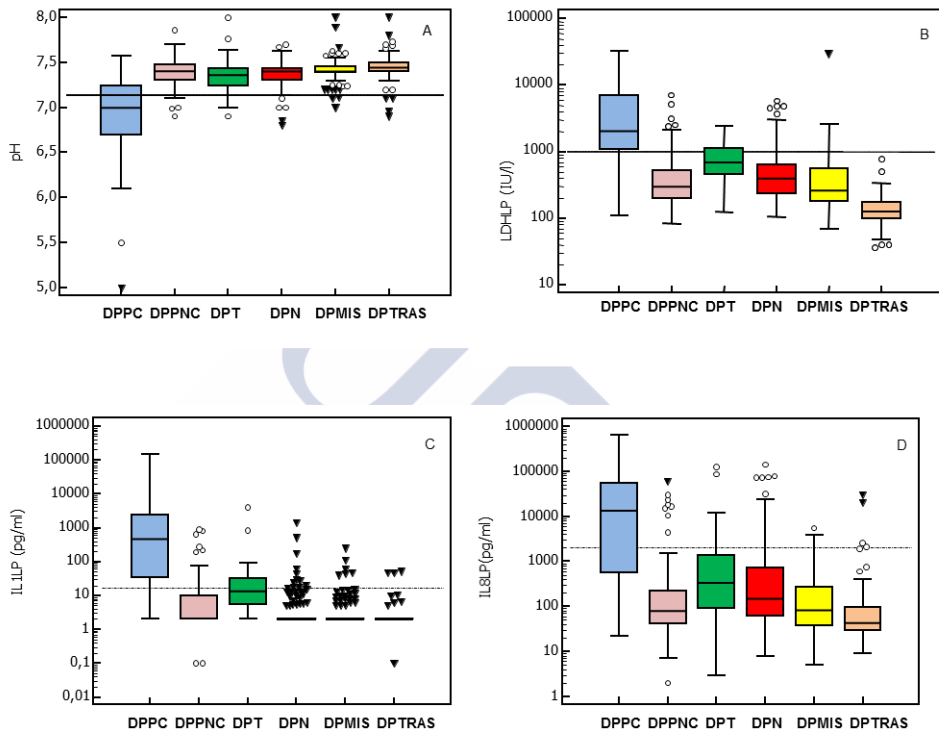 A
8,0
7,5
7,0
6,5
6,0
5,5
5,0
pH
DPPC DPPNC DPT DPN DPMIS DPTRAS
B
100000
10000
1000
100
10
LDHLP (IU/l)
DPPC DPPNC DPT DPN DPMIS DPTRAS
C
1000000
100000
10000
1000
100
10
1
0,1
0,01
IL1LP (pg/ml)
DPPC DPPNC DPT DPN DPMIS DPTRAS
D
1000000
100000
10000
1000
100
10
1
IL8LP(pg/ml)
DPPC DPPNC DPT DPN DPMIS DPTRAS